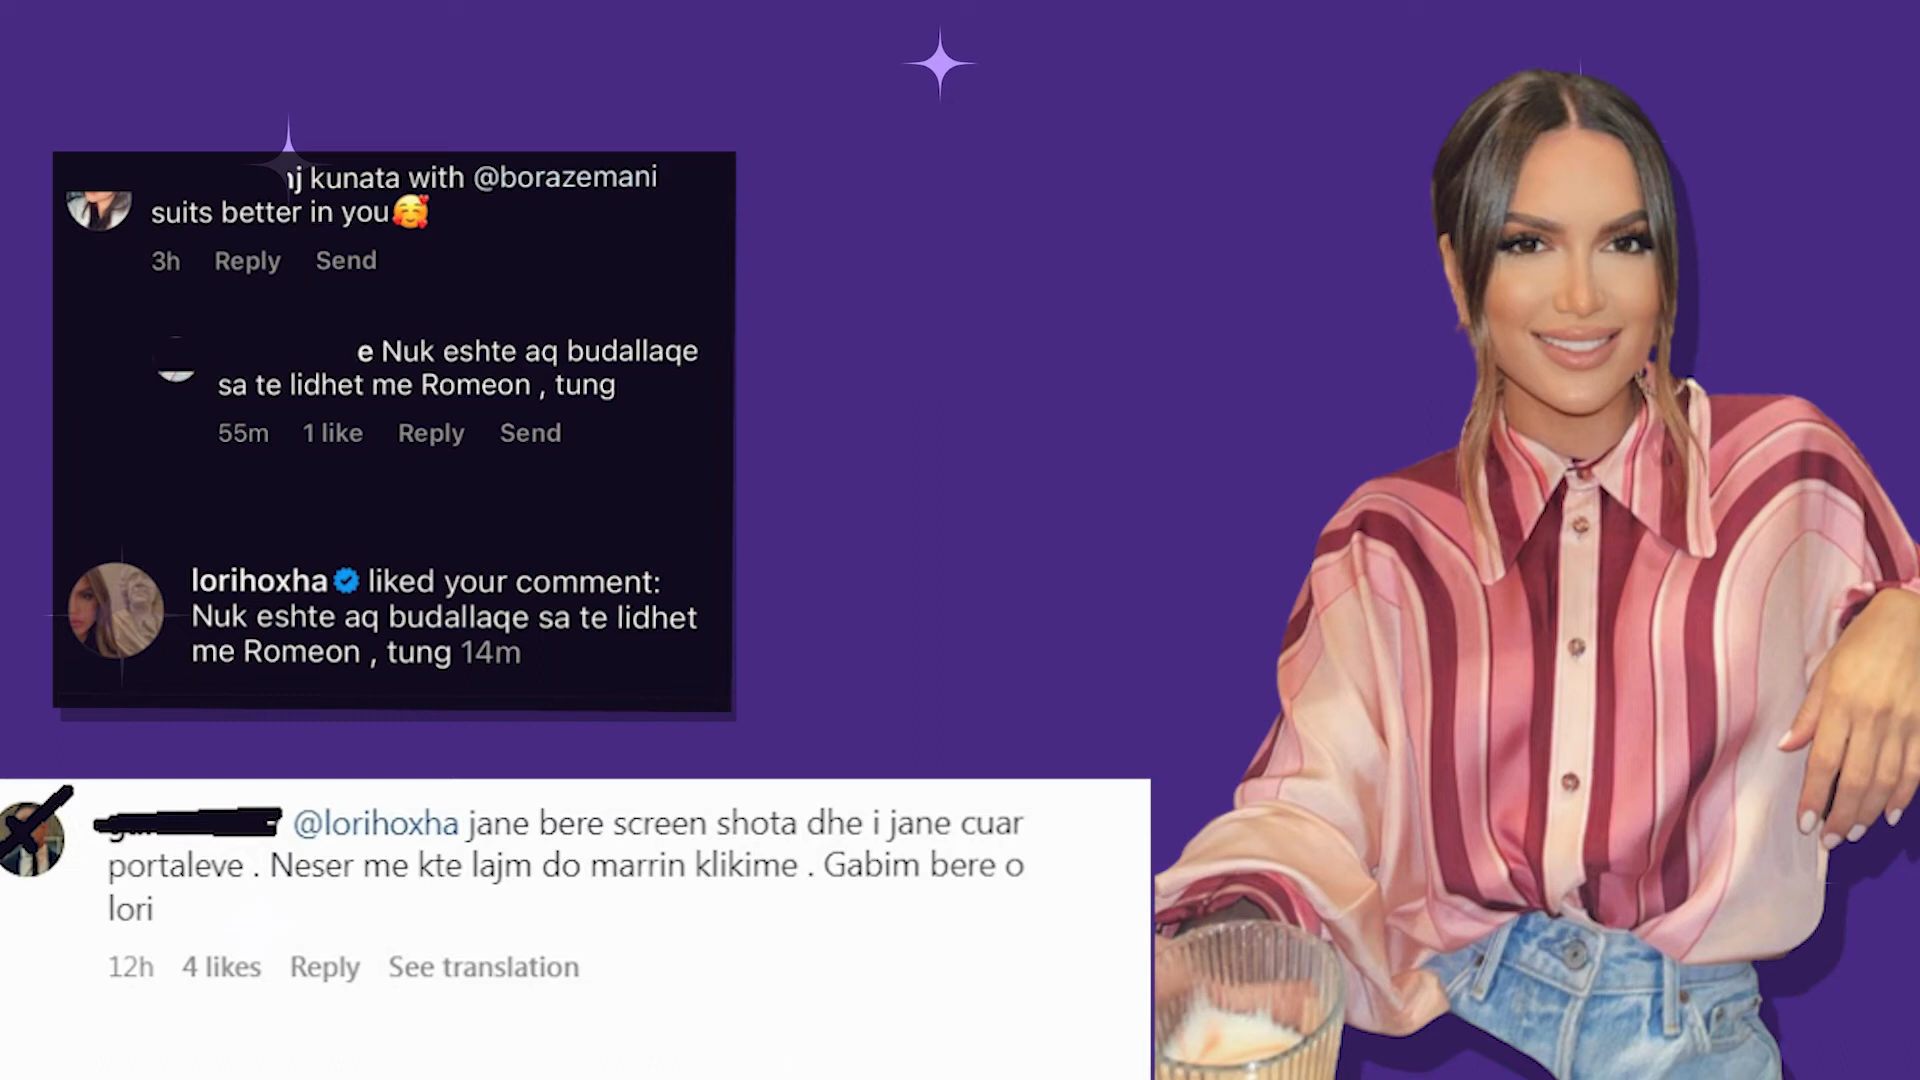 kunata with @borazemani
suits better in you🥰
3h Reply Send
e Nuk eshte aq budallaqe
sa te lidhet me Romeon , tung
55m 1 like Reply Send
lorihoxha liked your comment:
Nuk eshte aq budallaqe sa te lidhet
me Romeon , tung 14m
@lorihoxha jane bere screen shota dhe i jane cuar
portaleve . Neser me kte lajm do marrin klikime . Gabim bere o
lori
12h 4 likes Reply See translation